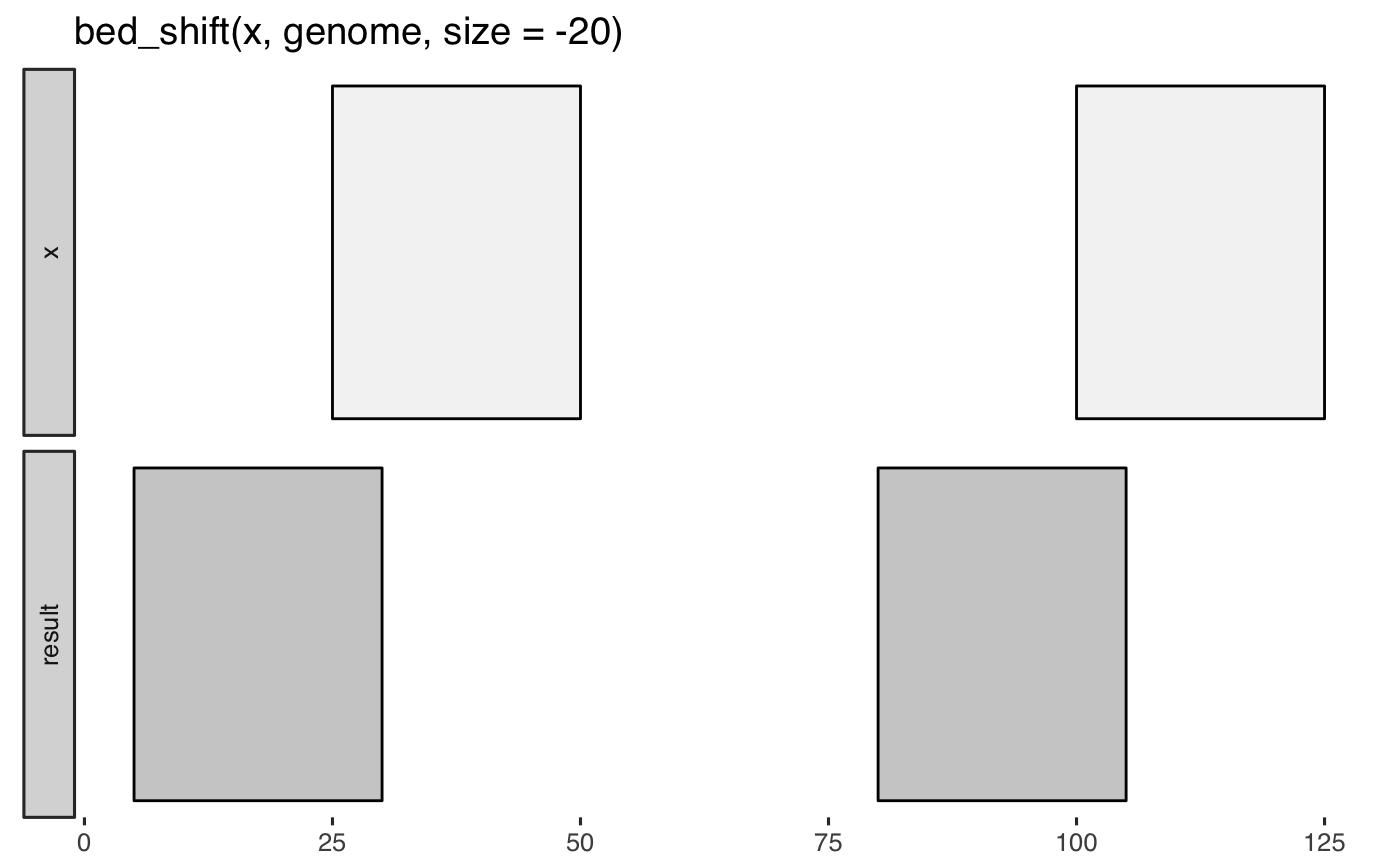 bed_shift(x, genome, size = -20)
x
result
0 25 50 75 100 125